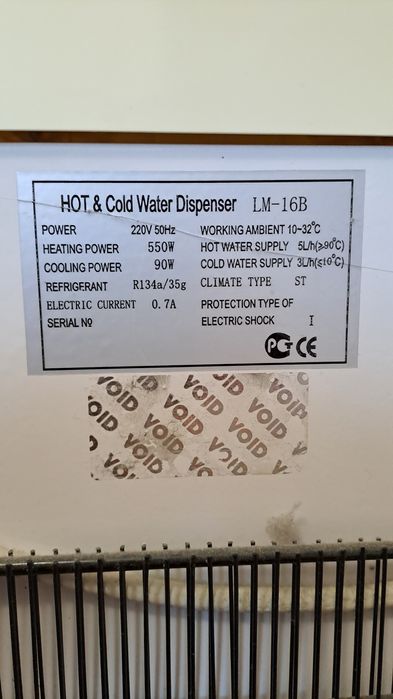 HOT & Cold Water Dispenser LM-16B
POWER 220V 50Hz
HEATING POWER 550W
COOLING POWER 90W
REFRIGERANT R134a/35g
ELECTRIC CURRENT 0.7A
SERIAL №
WORKING AMBIENT 10-32℃
HOT WATER SUPPLY 5L/h(≥90℃)
COLD WATER SUPPLY 3L/h(≤10℃)
CLIMATE TYPE ST
PROTECTION TYPE OF
ELECTRIC SHOCK I
PCT CE
VOID VOID VOID VOID
VOID VOID VOID VOID
VOID VOID VOID